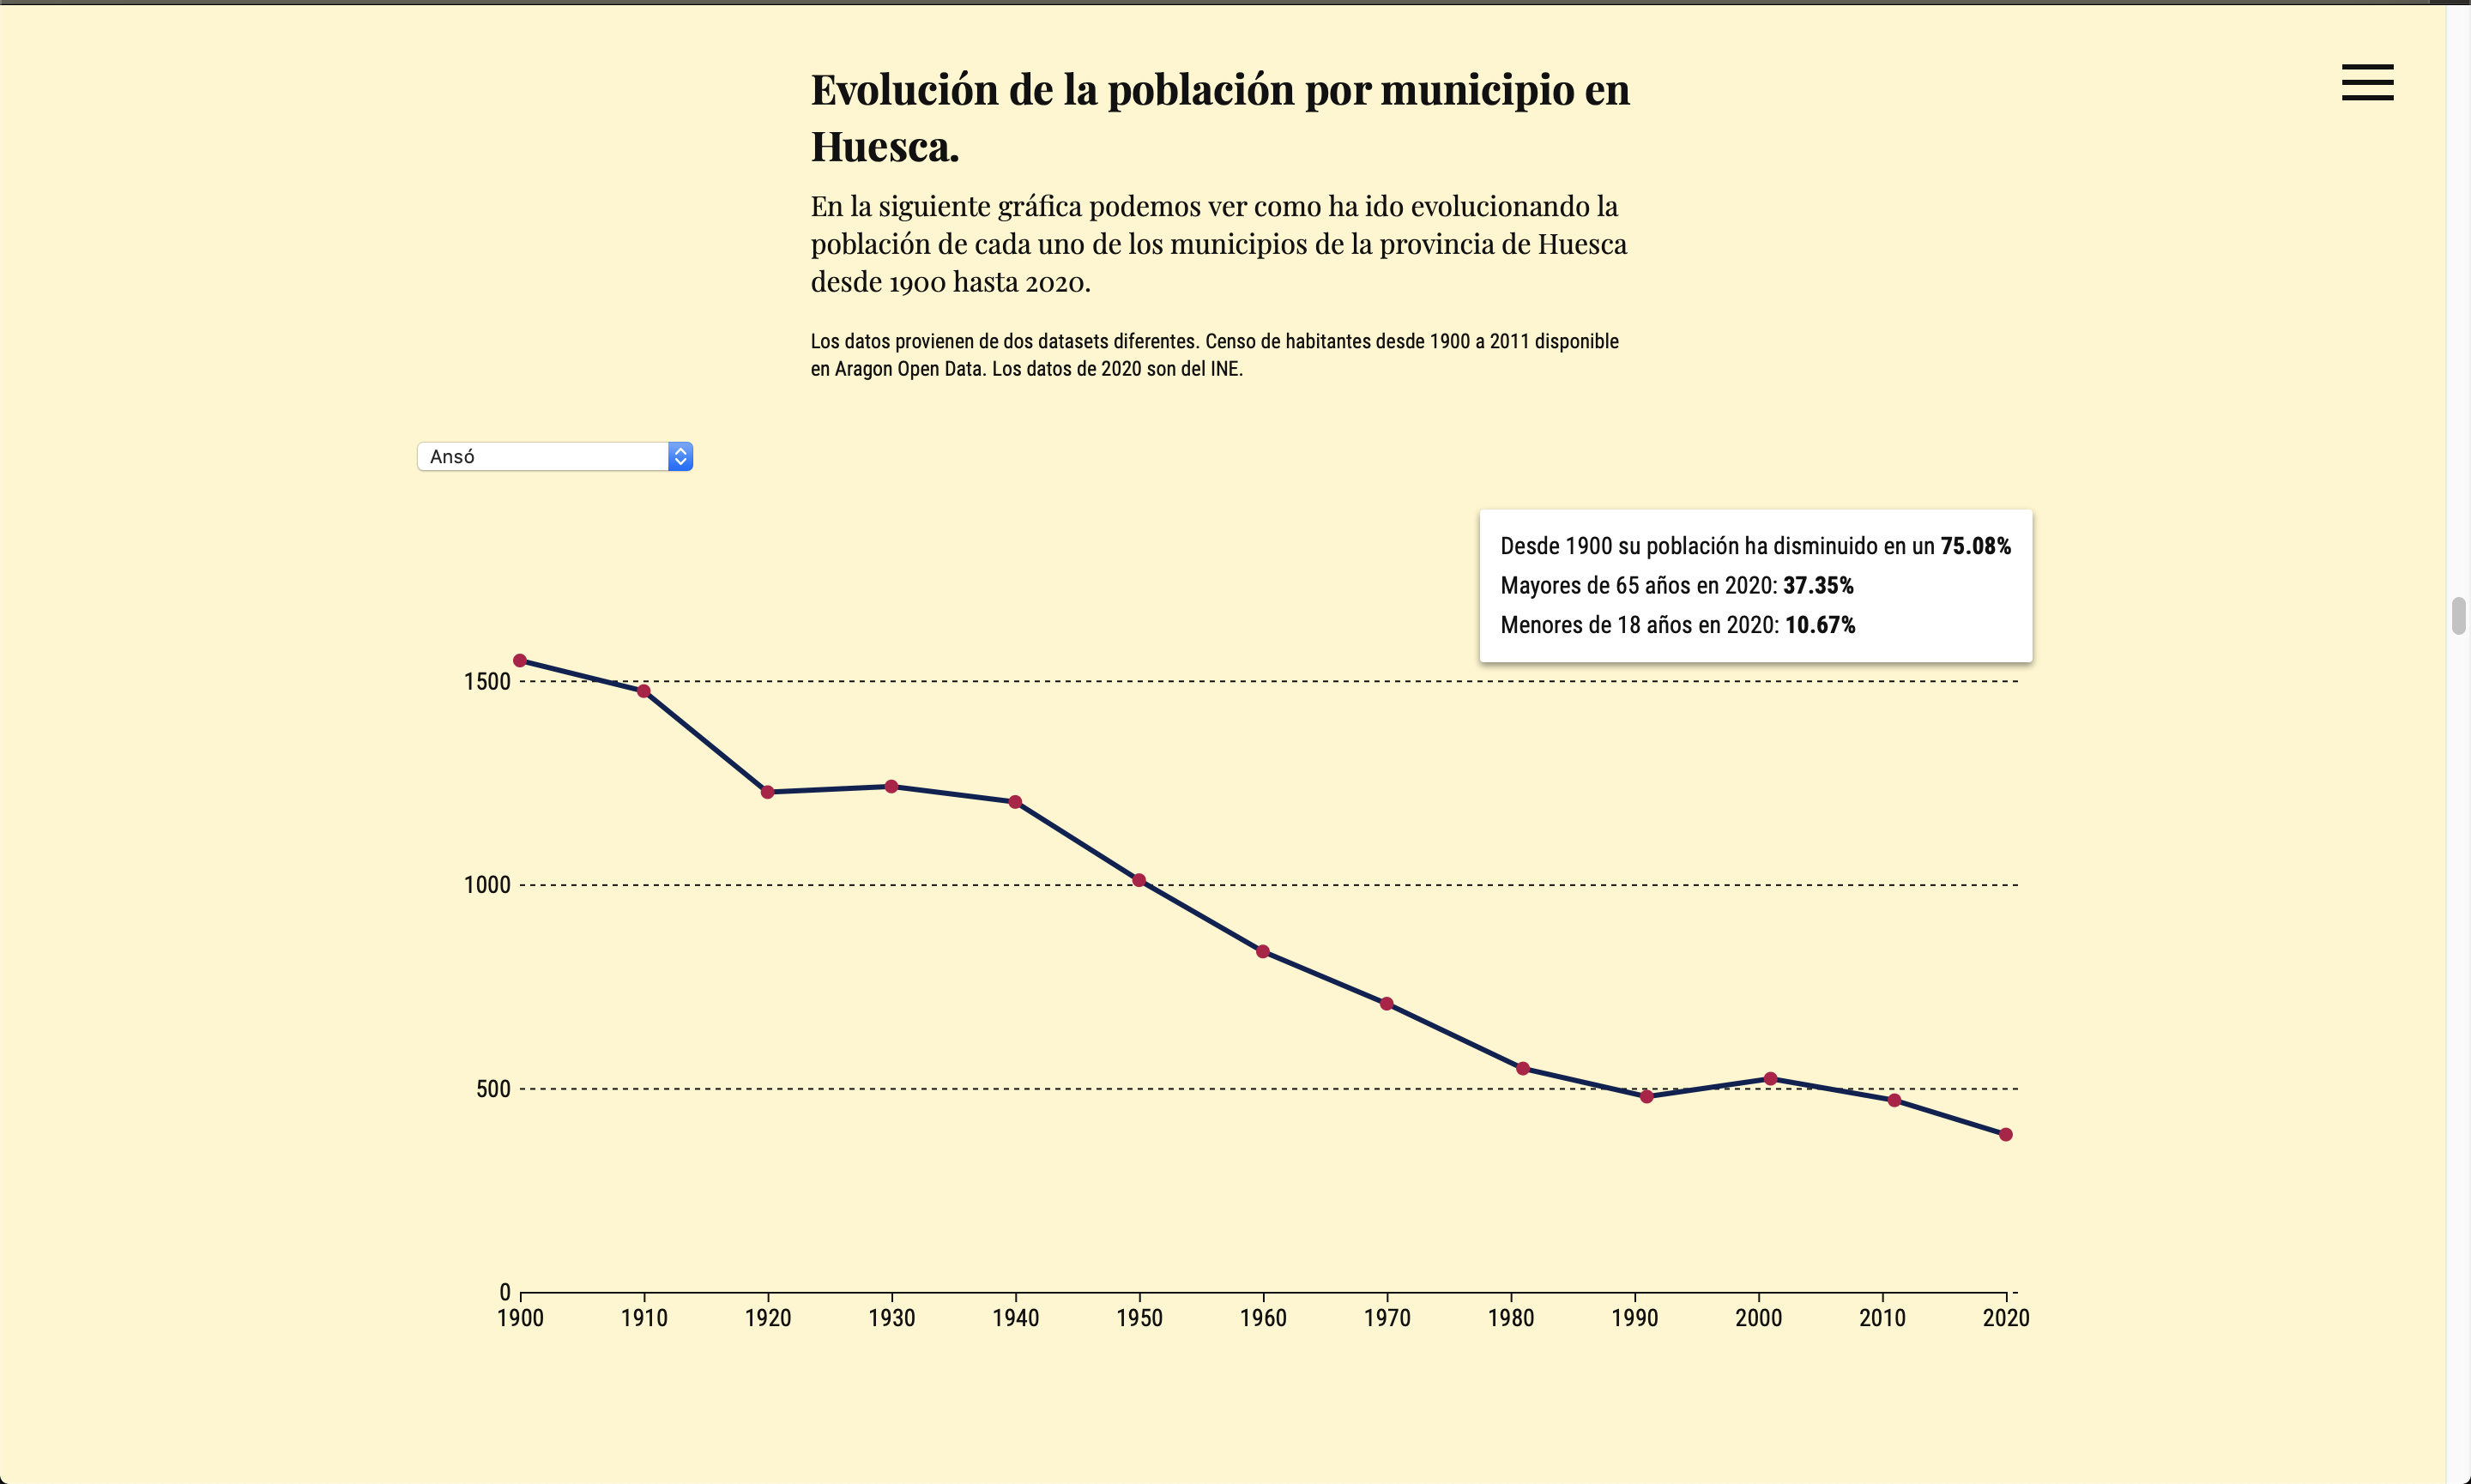 Evolución de la población por municipio en
Huesca.
En la siguiente gráfica podemos ver como ha ido evolucionando la
población de cada uno de los municipios de la provincia de Huesca
desde 1900 hasta 2020.
Los datos provienen de dos datasets diferentes. Censo de habitantes desde 1900 a 2011 disponible
en Aragon Open Data. Los datos de 2020 son del INE.
Ansó
Desde 1900 su población ha disminuido en un 75.08%
Mayores de 65 años en 2020: 37.35%
Menores de 18 años en 2020: 10.67%
1500
1000
500
0
1900 1910 1920 1930 1940 1950 1960 1970 1980 1990 2000 2010 2020